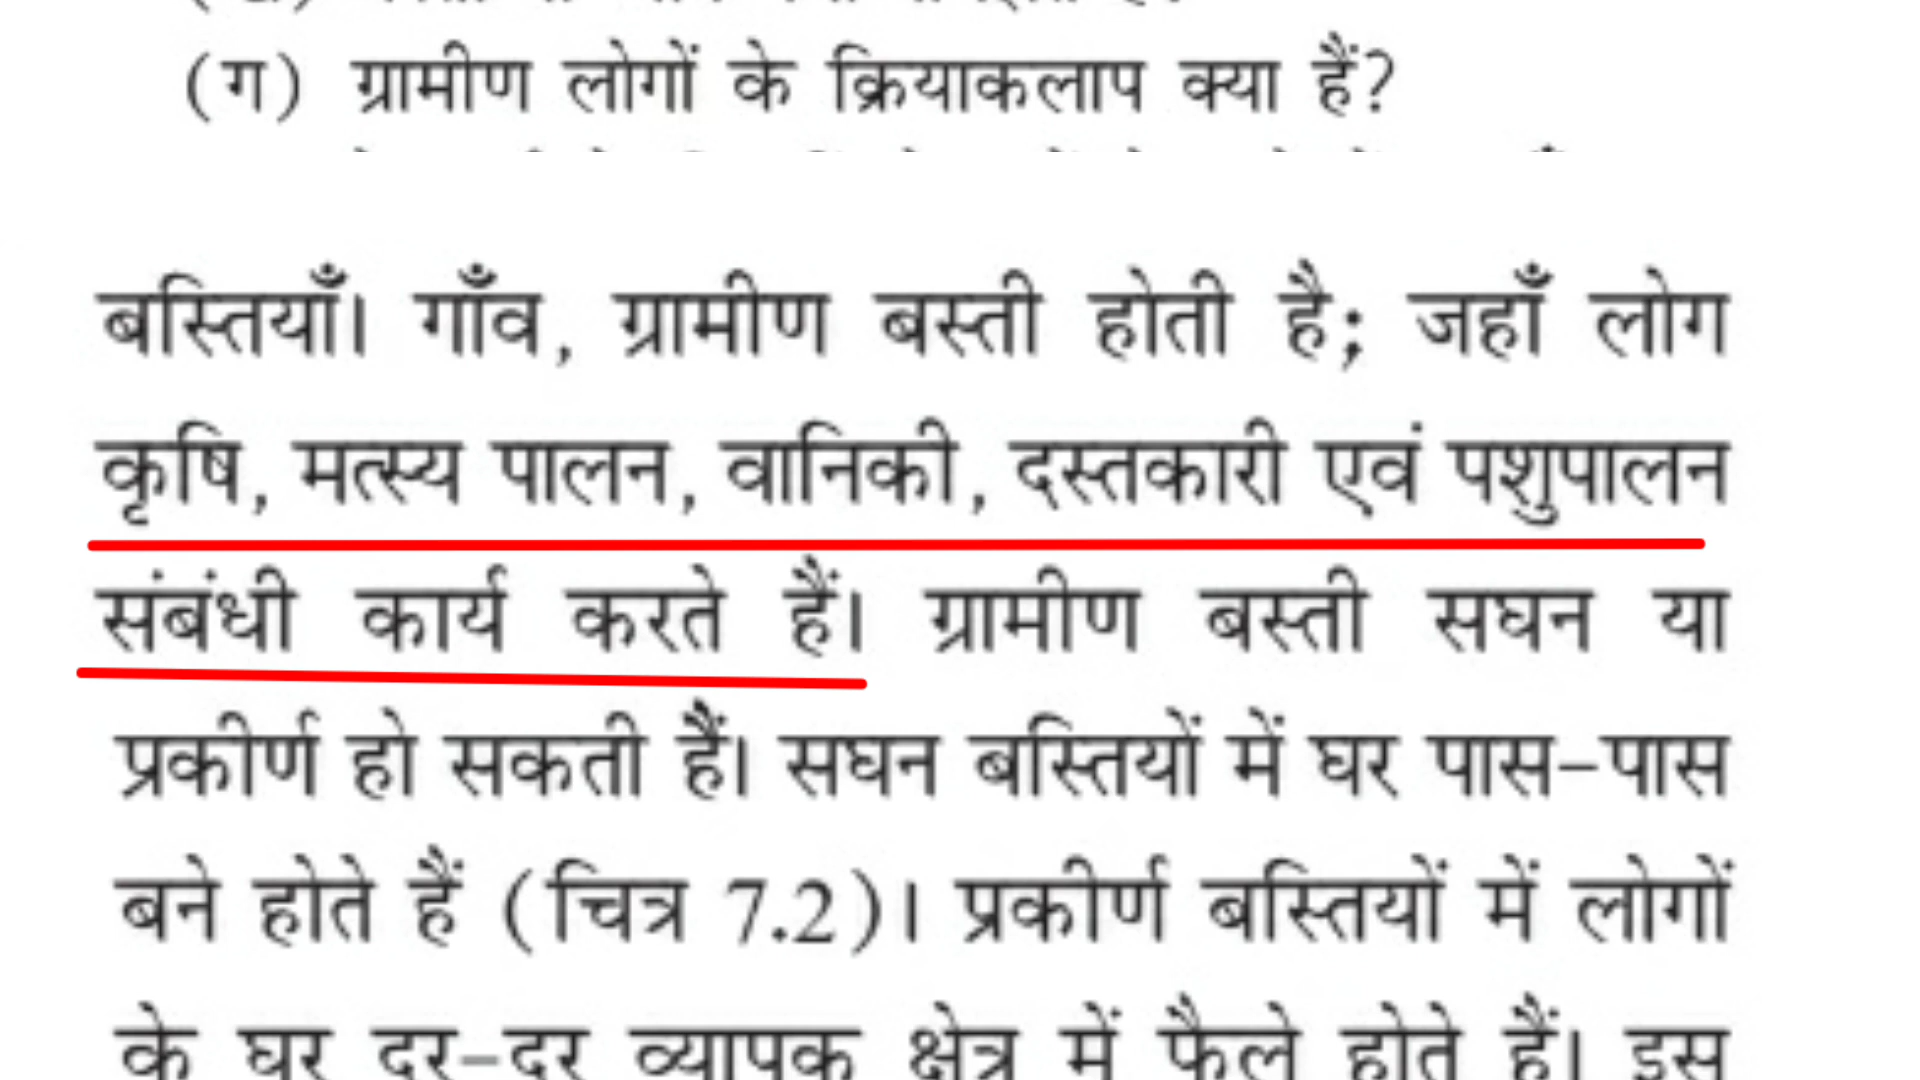 (ग) ग्रामीण लोगों के क्रियाकलाप क्या हैं?
बस्तियाँ। गाँव, ग्रामीण बस्ती होती है; जहाँ लोग
कृषि, मत्स्य पालन, वानिकी, दस्तकारी एवं पशुपालन
संबंधी कार्य करते हैं। ग्रामीण बस्ती सघन या
प्रकीर्ण हो सकती हैं। सघन बस्तियों में घर पास-पास
बने होते हैं (चित्र 7.2)। प्रकीर्ण बस्तियों में लोगों
के घर दूर-दूर व्यापक क्षेत्र में फैले होते हैं। इस